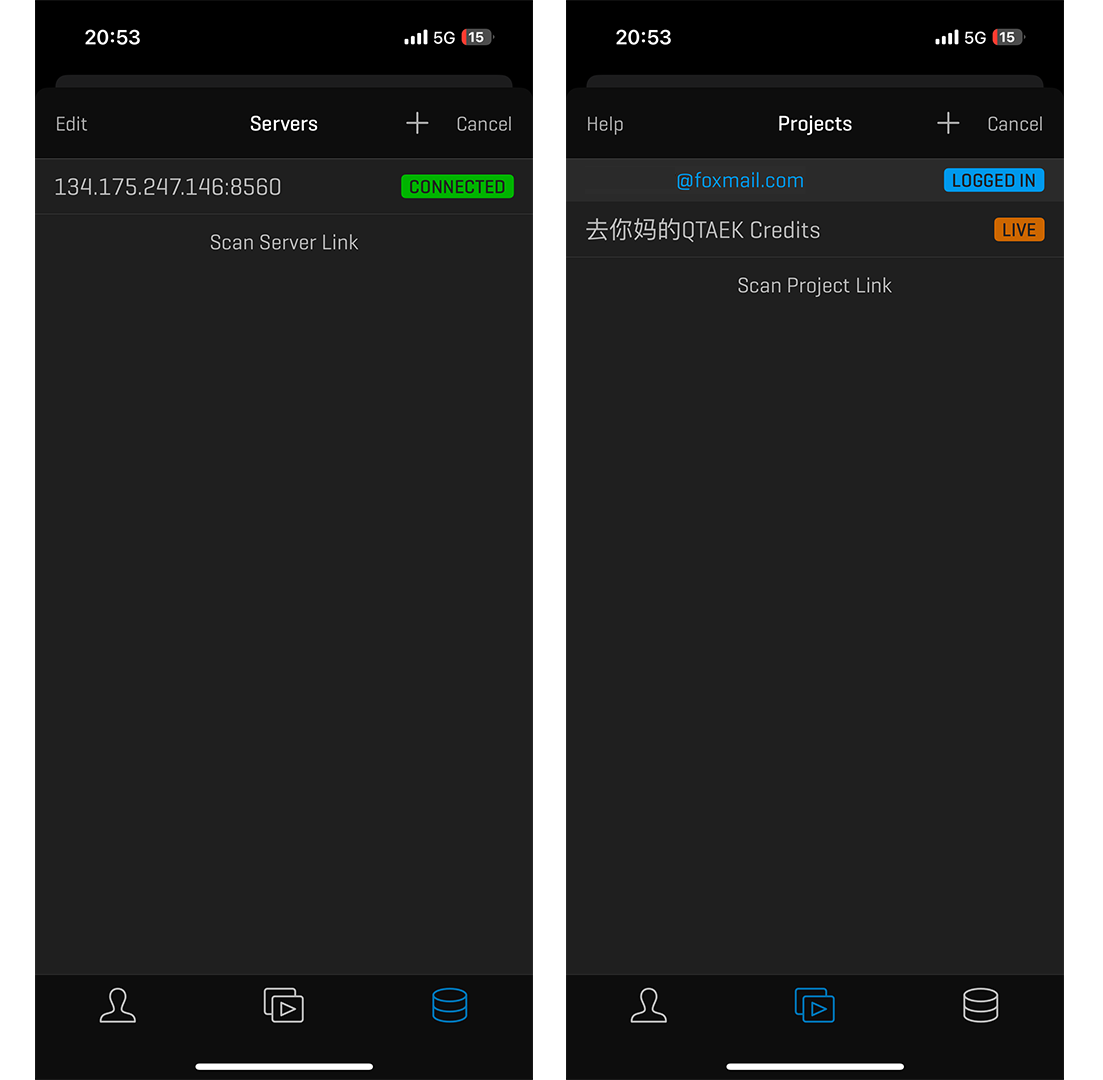 20:53
5G 15
Edit Servers + Cancel
134.175.247.146:8560 CONNECTED
Scan Server Link
20:53
5G 15
Help Projects + Cancel
@foxmail.com LOGGED IN
去你妈的QTAEK Credits LIVE
Scan Project Link